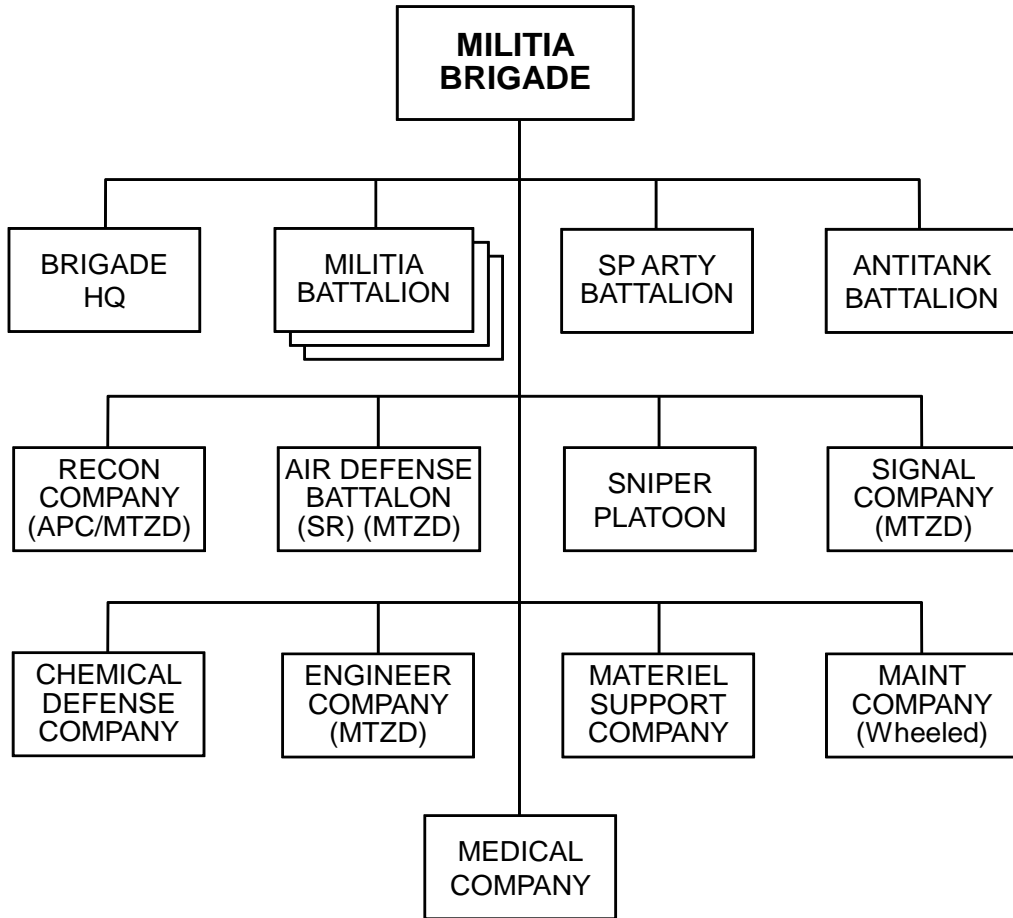 MILITIA
BRIGADE
BRIGADE
HQ
MILITIA
BATTALION
SP ARTY
BATTALION
ANTITANK
BATTALION
RECON
COMPANY
(APC/MTZD)
AIR DEFENSE
BATTALON
(SR) (MTZD)
SNIPER
PLATOON
SIGNAL
COMPANY
(MTZD)
CHEMICAL
DEFENSE
COMPANY
ENGINEER
COMPANY
(MTZD)
MATERIEL
SUPPORT
COMPANY
MAINT
COMPANY
(Wheeled)
MEDICAL
COMPANY